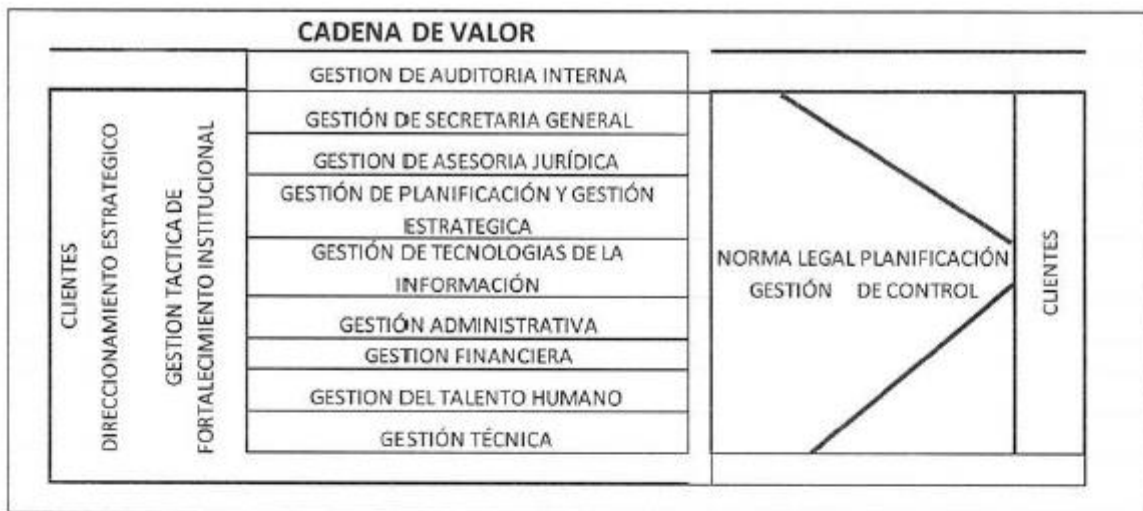 CADENA DE VALOR
GESTION DE AUDITORIA INTERNA
GESTIÓN DE SECRETARIA GENERAL
GESTION DE ASESORIA JURÍDICA
GESTIÓN DE PLANIFICACIÓN Y GESTIÓN
ESTRATEGICA
GESTIÓN DE TECNOLOGIAS DE LA
INFORMACIÓN
GESTIÓN ADMINISTRATIVA
GESTION FINANCIERA
GESTION DEL TALENTO HUMANO
GESTIÓN TÉCNICA
CLIENTES
DIRECCIONAMIENTO ESTRATEGICO
GESTION TACTICA DE
FORTALECIMIENTO INSTITUCIONAL
NORMA LEGAL PLANIFICACIÓN
GESTIÓN DE CONTROL
CLIENTES